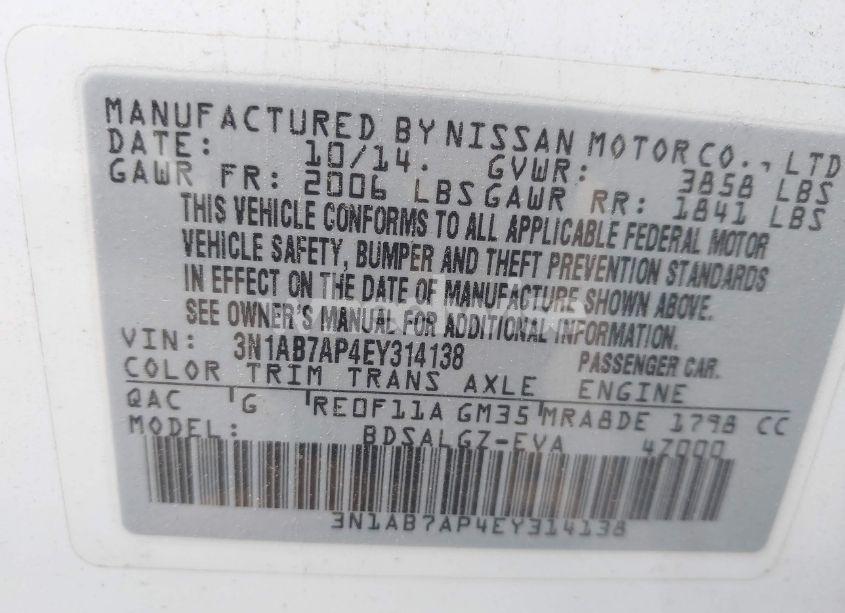 MANUFACTURED BY NISSAN MOTOR CO., LTD
DATE: 10/14. GVWR: 3858 LBS
GAWR FR: 2006 LBS GAWR RR: 1841 LBS
THIS VEHICLE CONFORMS TO ALL APPLICABLE FEDERAL MOTOR
VEHICLE SAFETY, BUMPER AND THEFT PREVENTION STANDARDS
IN EFFECT ON THE DATE OF MANUFACTURE SHOWN ABOVE.
SEE OWNER'S MANUAL FOR ADDITIONAL INFORMATION.
VIN: 3N1AB7AP4EY314138 PASSENGER CAR.
COLOR TRIM TRANS AXLE ENGINE
QAC G RE0F11A GM35 MRA8DE 1798 CC
MODEL: BDSALGZ-EVA 4Z000
3N1AB7AP4EY314138